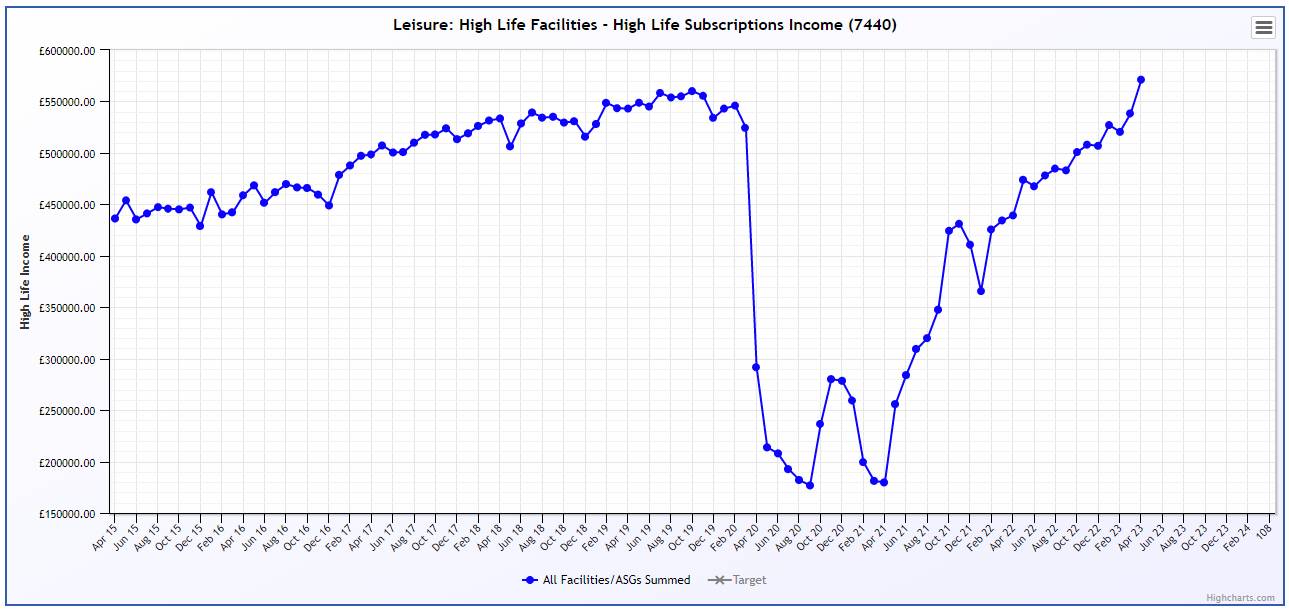 Leisure: High Life Facilities - High Life Subscriptions Income (7440)
£600000.00
£550000.00
£500000.00
£450000.00
£400000.00
£350000.00
£300000.00
£250000.00
£200000.00
£150000.00
High Life Income
Apr 15
Jun 15
Aug 15
Oct 15
Dec 15
Feb 16
Apr 16
Jun 16
Aug 16
Oct 16
Dec 16
Feb 17
Apr 17
Jun 17
Aug 17
Oct 17
Dec 17
Feb 18
Apr 18
Jun 18
Aug 18
Oct 18
Dec 18
Feb 19
Apr 19
Jun 19
Aug 19
Oct 19
Dec 19
Feb 20
Apr 20
Jun 20
Aug 20
Oct 20
Dec 20
Feb 21
Apr 21
Jun 21
Aug 21
Oct 21
Dec 21
Feb 22
Apr 22
Jun 22
Aug 22
Oct 22
Dec 22
Feb 23
Apr 23
Jun 23
Aug 23
Oct 23
Dec 23
Feb 24
108
All Facilities/ASGs Summed
Target
Highcharts.com